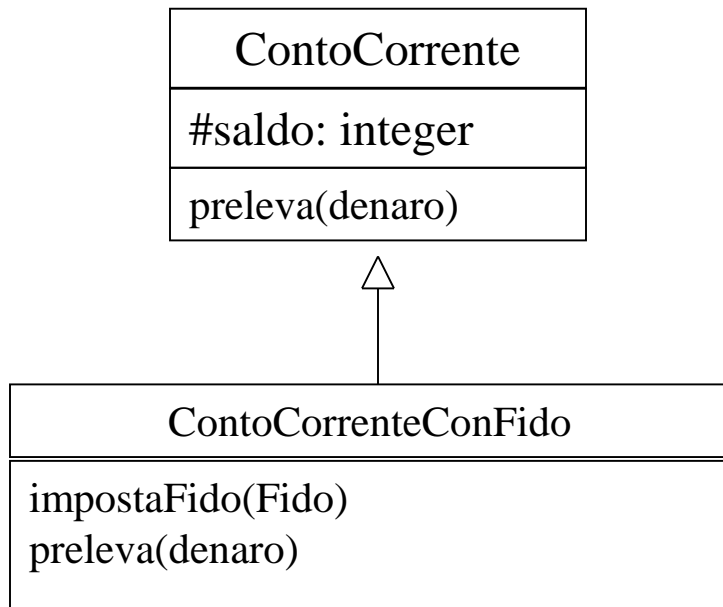 ContoCorrente
#saldo: integer
preleva(denaro)
ContoCorrenteConFido
impostaFido(Fido)
preleva(denaro)